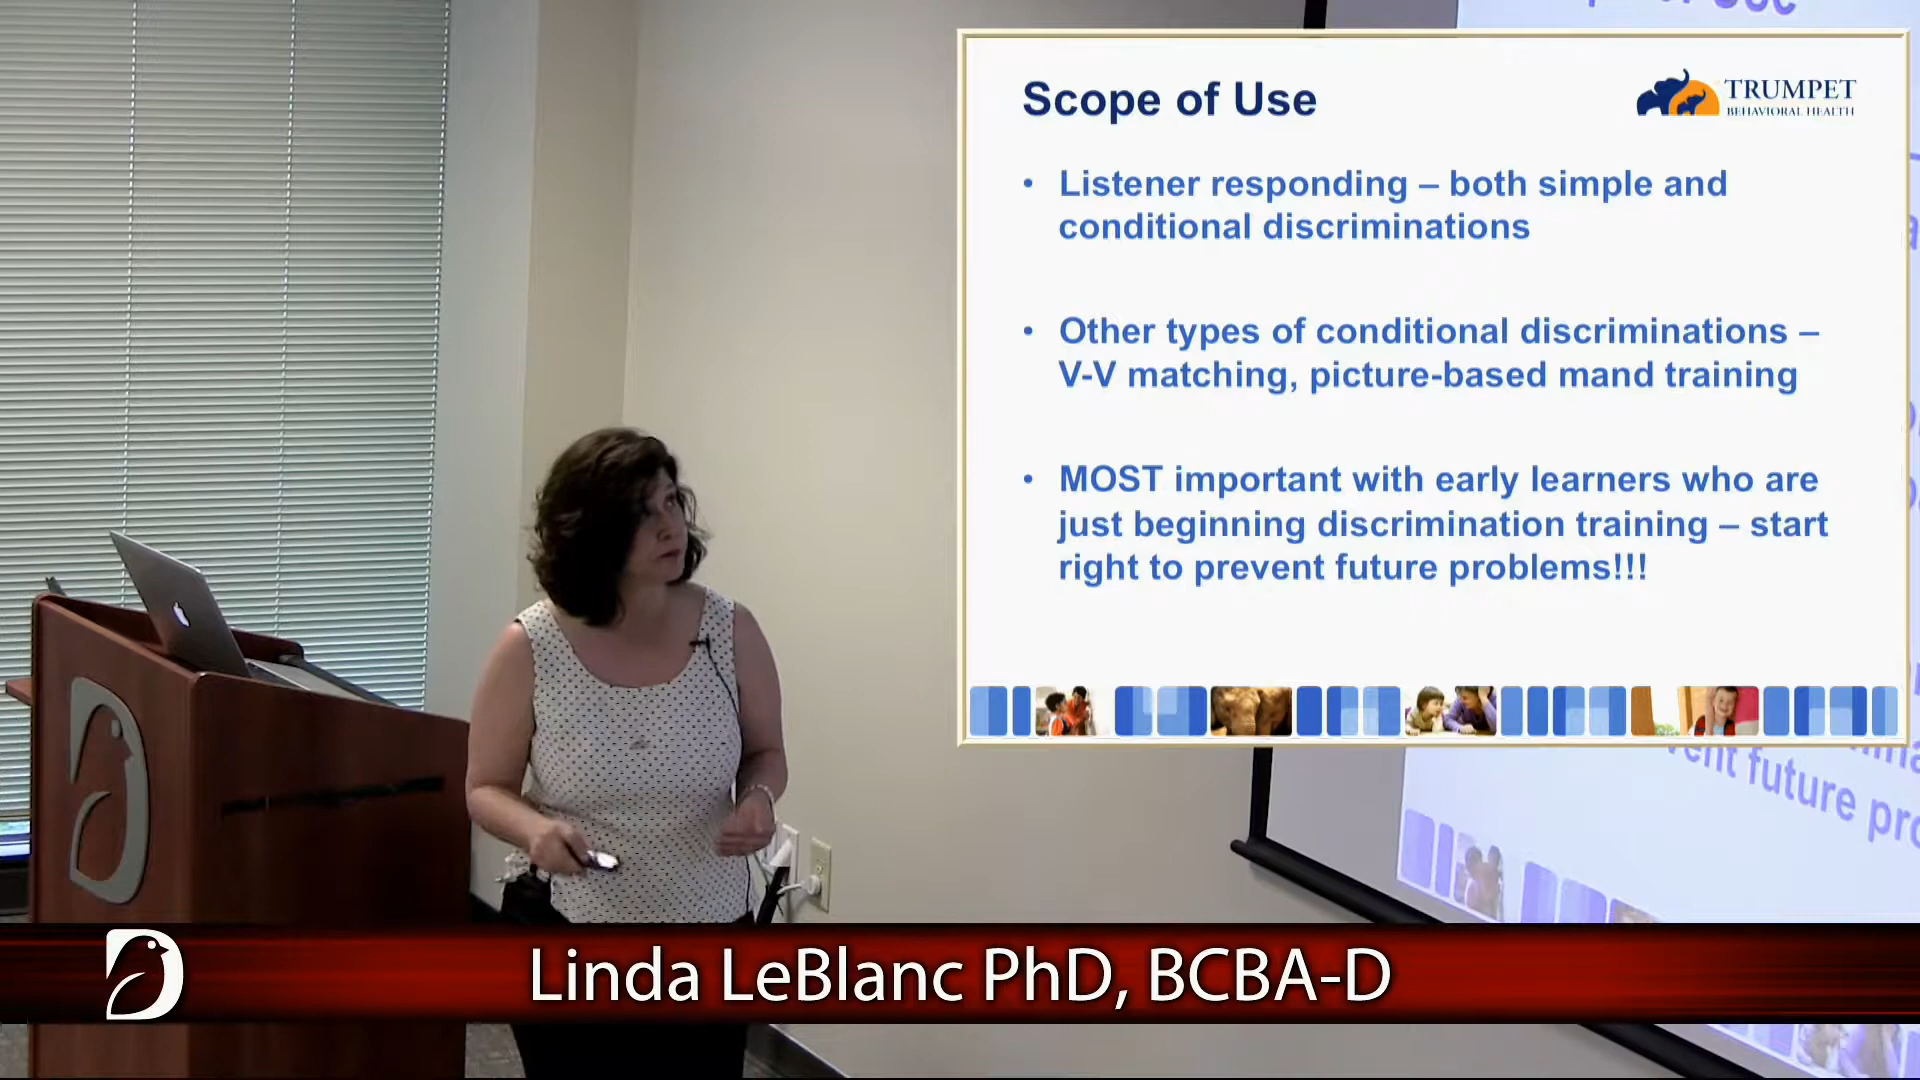 Scope of Use
TRUMPET
BEHAVIORAL HEALTH
• Listener responding – both simple and
conditional discriminations
• Other types of conditional discriminations –
V-V matching, picture-based mand training
• MOST important with early learners who are
just beginning discrimination training – start
right to prevent future problems!!!
future pro
Linda LeBlanc PhD, BCBA-D